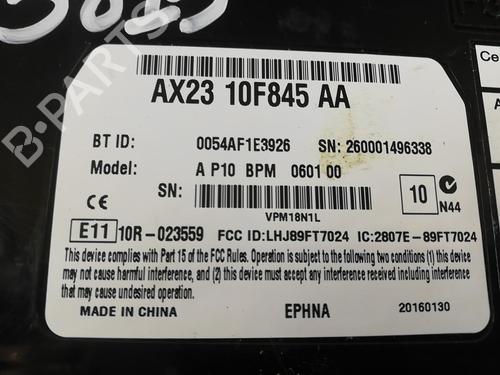 3033
B-PARTS
Ce
A
AX23 10F845 AA
BT ID: 0054AF1E3926 SN: 260001496338
Model: A P10 BPM 0601 00
SN:
VPM18N1L
CE 10 N44
E11 10R-023559 FCC ID:LHJ89FT7024 IC:2807E-89FT7024
This device complies with Part 15 of the FCC Rules. Operation is subject to the following
two conditions (1) this device may not cause harmful interference, and (2) this device must accept any interference received, including interference that may
cause undesired operation.
MADE IN CHINA EPHNA 20160130